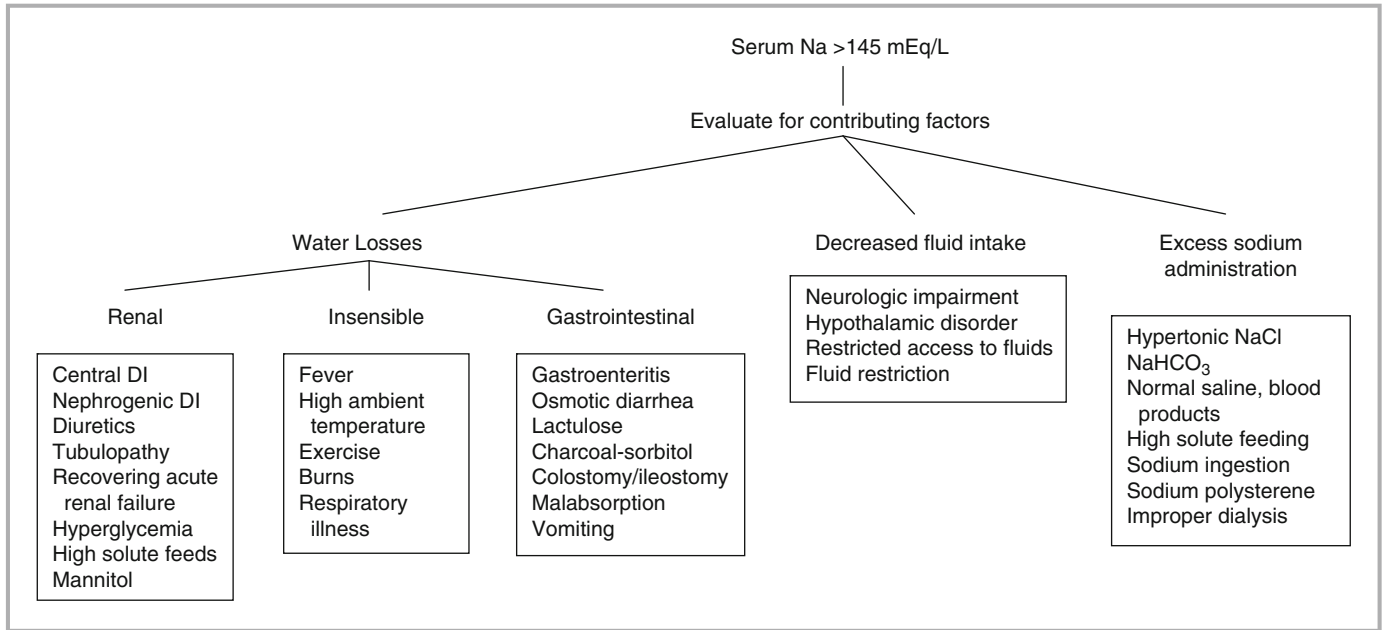 Serum Na >145 mEq/L
Evaluate for contributing factors
Water Losses
Renal
Central DI
Nephrogenic DI
Diuretics
Tubulopathy
Recovering acute
renal failure
Hyperglycemia
High solute feeds
Mannitol
Insensible
Fever
High ambient
temperature
Exercise
Burns
Respiratory
illness
Gastrointestinal
Gastroenteritis
Osmotic diarrhea
Lactulose
Charcoal-sorbitol
Colostomy/ileostomy
Malabsorption
Vomiting
Decreased fluid intake
Neurologic impairment
Hypothalamic disorder
Restricted access to fluids
Fluid restriction
Excess sodium
administration
Hypertonic NaCl
NaHCO₃
Normal saline, blood
products
High solute feeding
Sodium ingestion
Sodium polysterene
Improper dialysis